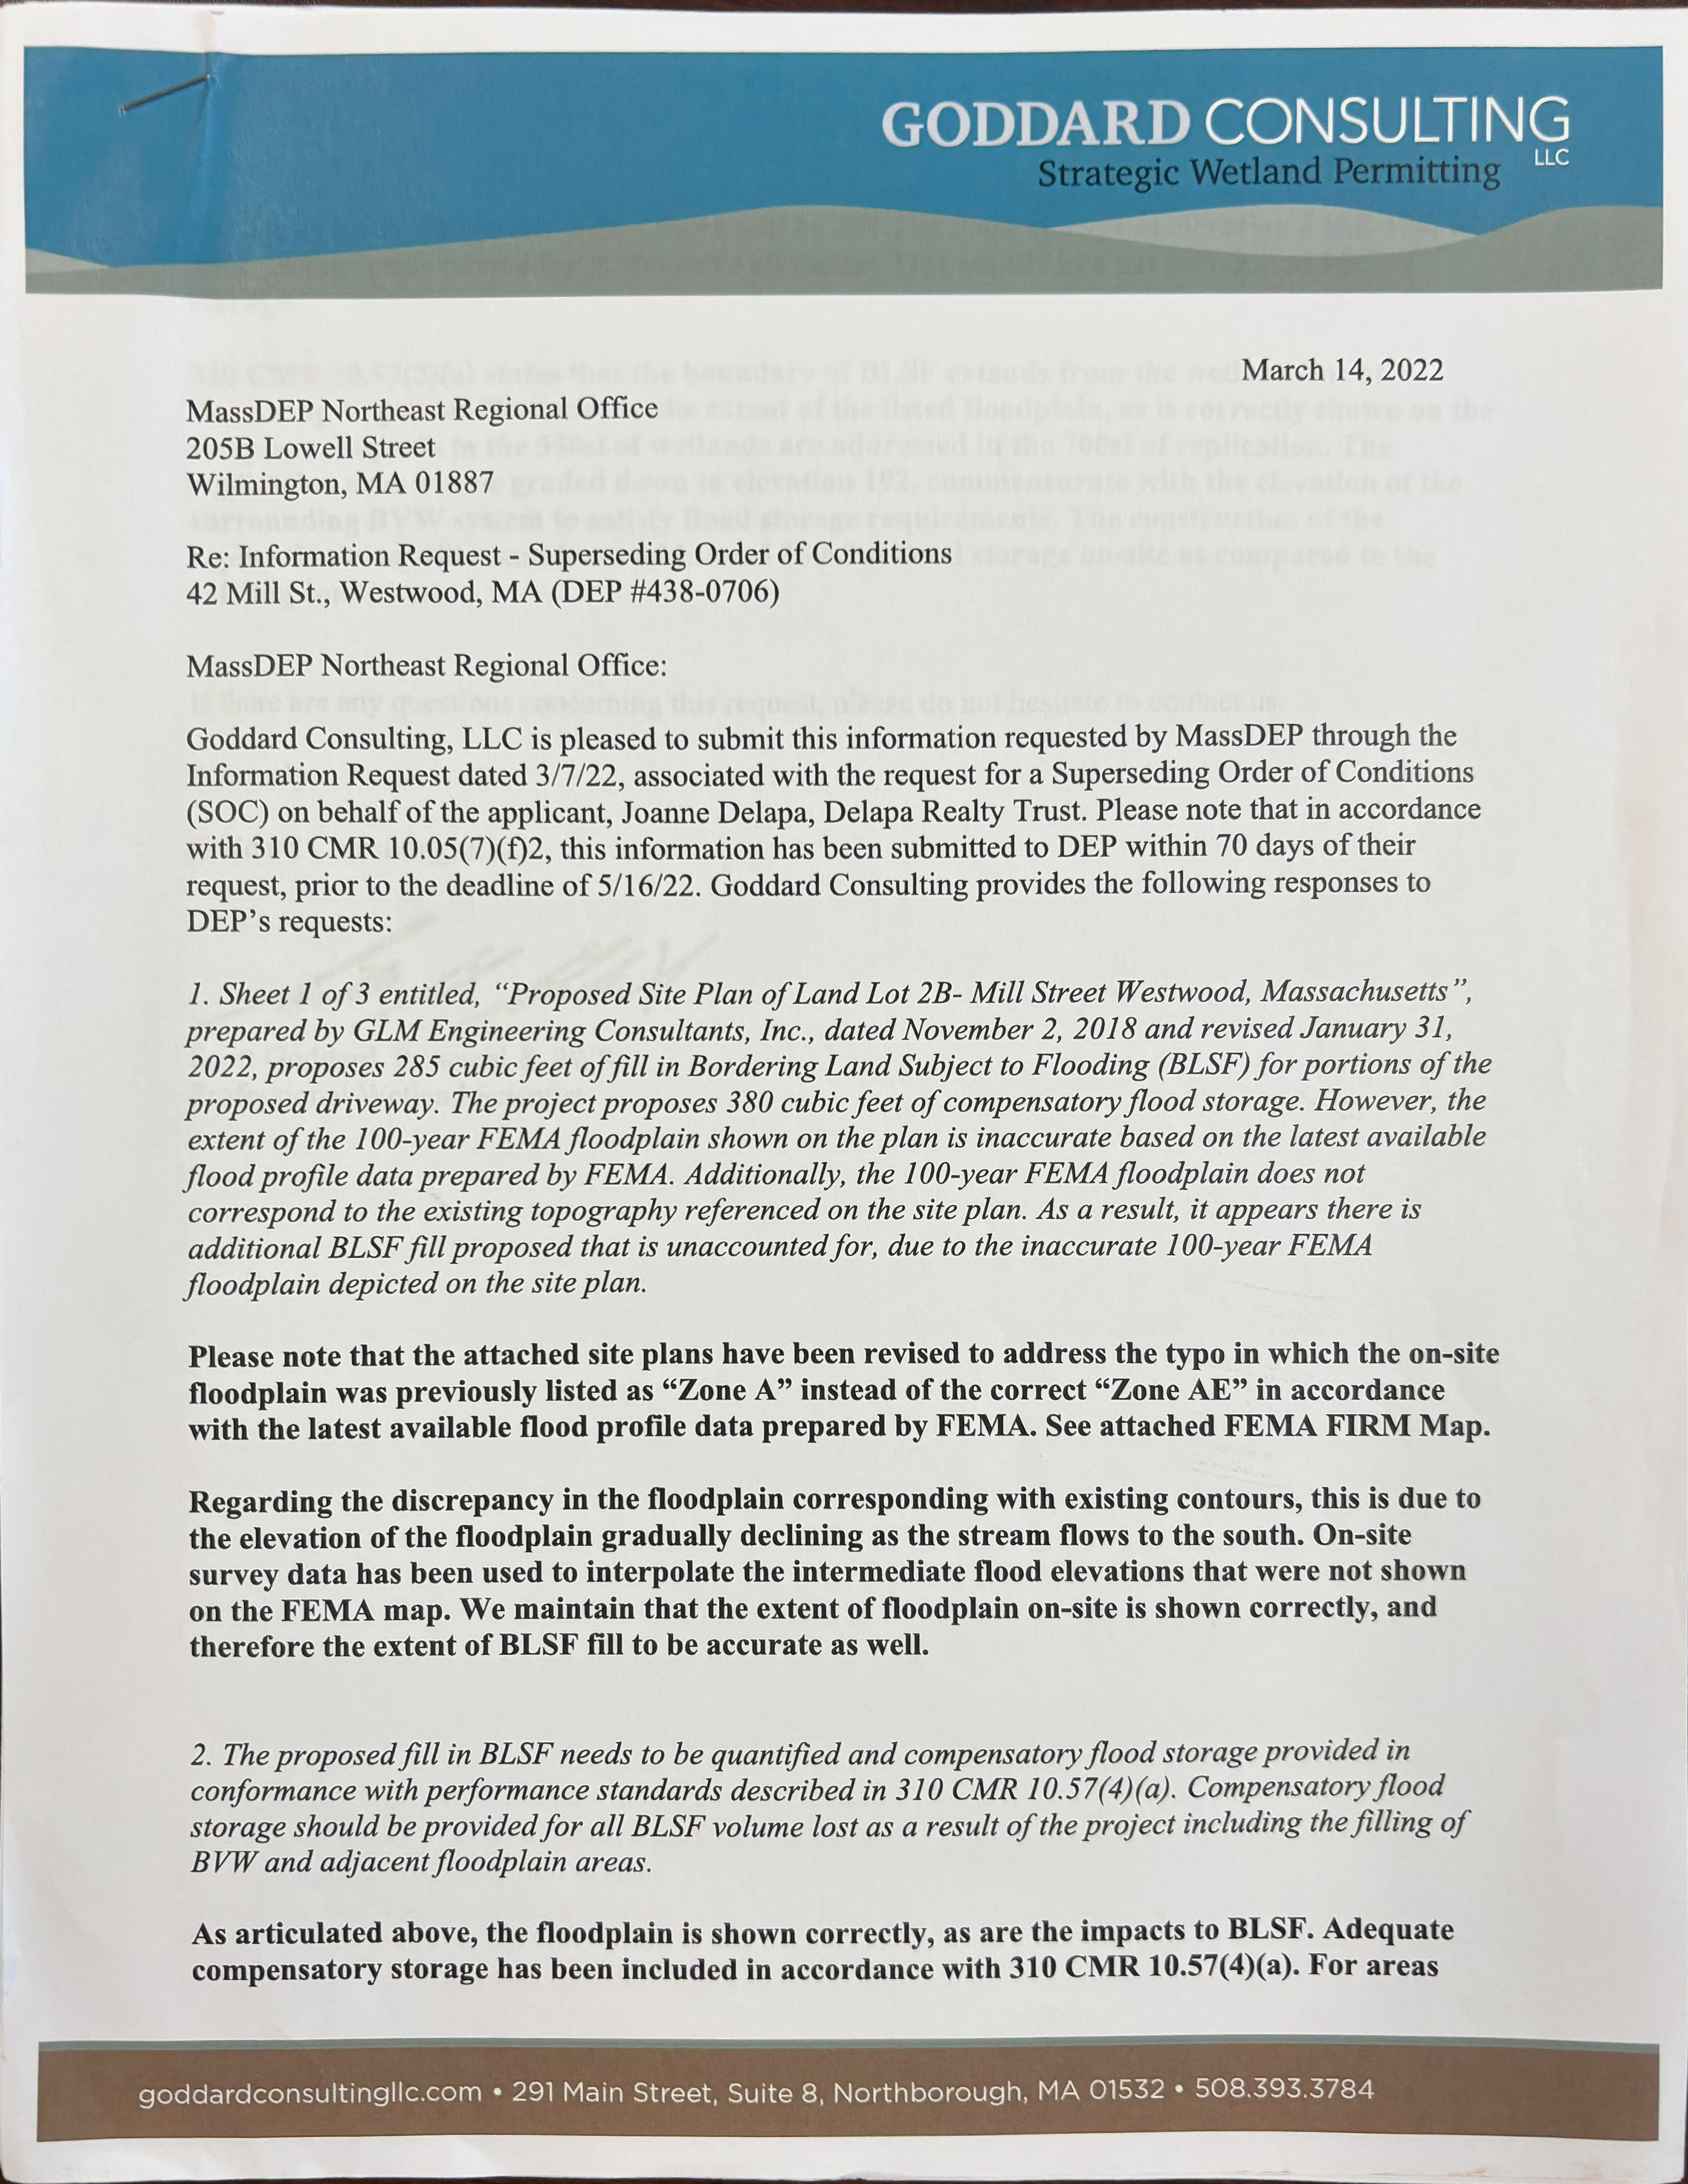 GODDARD CONSULTING
LLC
Strategic Wetland Permitting
March 14, 2022
MassDEP Northeast Regional Office
205B Lowell Street
Wilmington, MA 01887
Re: Information Request - Superseding Order of Conditions
42 Mill St., Westwood, MA (DEP #438-0706)
MassDEP Northeast Regional Office:
Goddard Consulting, LLC is pleased to submit this information requested by MassDEP through the
Information Request dated 3/7/22, associated with the request for a Superseding Order of Conditions
(SOC) on behalf of the applicant, Joanne Delapa, Delapa Realty Trust. Please note that in accordance
with 310 CMR 10.05(7)(f)2, this information has been submitted to DEP within 70 days of their
request, prior to the deadline of 5/16/22. Goddard Consulting provides the following responses to
DEP's requests:
1. Sheet 1 of 3 entitled, “Proposed Site Plan of Land Lot 2B- Mill Street Westwood, Massachusetts”,
prepared by GLM Engineering Consultants, Inc., dated November 2, 2018 and revised January 31,
2022, proposes 285 cubic feet of fill in Bordering Land Subject to Flooding (BLSF) for portions of the
proposed driveway. The project proposes 380 cubic feet of compensatory flood storage. However, the
extent of the 100-year FEMA floodplain shown on the plan is inaccurate based on the latest available
flood profile data prepared by FEMA. Additionally, the 100-year FEMA floodplain does not
correspond to the existing topography referenced on the site plan. As a result, it appears there is
additional BLSF fill proposed that is unaccounted for, due to the inaccurate 100-year FEMA
floodplain depicted on the site plan.
Please note that the attached site plans have been revised to address the typo in which the on-site
floodplain was previously listed as “Zone A” instead of the correct “Zone AE” in accordance
with the latest available flood profile data prepared by FEMA. See attached FEMA FIRM Map.
Regarding the discrepancy in the floodplain corresponding with existing contours, this is due to
the elevation of the floodplain gradually declining as the stream flows to the south. On-site
survey data has been used to interpolate the intermediate flood elevations that were not shown
on the FEMA map. We maintain that the extent of floodplain on-site is shown correctly, and
therefore the extent of BLSF fill to be accurate as well.
2. The proposed fill in BLSF needs to be quantified and compensatory flood storage provided in
conformance with performance standards described in 310 CMR 10.57(4)(a). Compensatory flood
storage should be provided for all BLSF volume lost as a result of the project including the filling of
BVW and adjacent floodplain areas.
As articulated above, the floodplain is shown correctly, as are the impacts to BLSF. Adequate
compensatory storage has been included in accordance with 310 CMR 10.57(4)(a). For areas
goddardconsultingllc.com • 291 Main Street, Suite 8, Northborough, MA 01532 • 508.393.3784